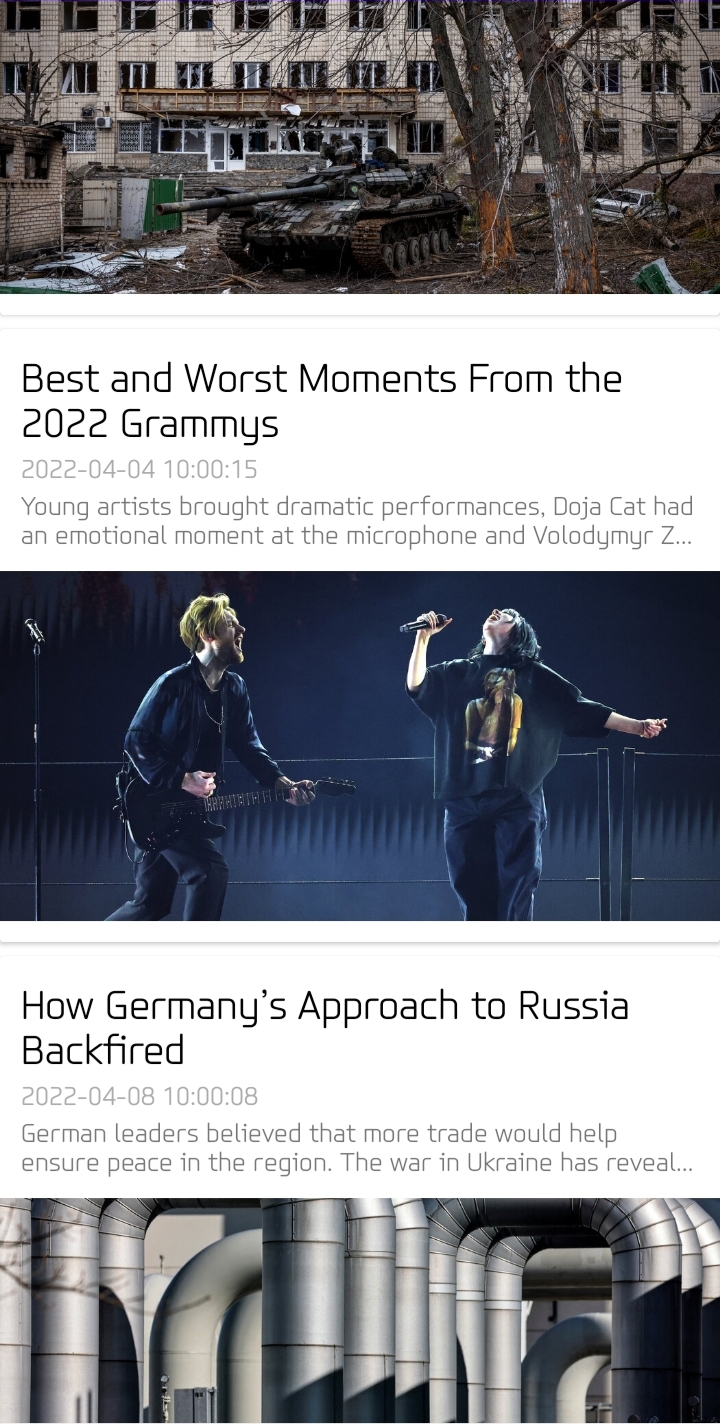 Best and Worst Moments From the
2022 Grammys
2022-04-04 10:00:15
Young artists brought dramatic performances, Doja Cat had
an emotional moment at the microphone and Volodymyr Z...
How Germany’s Approach to Russia
Backfired
2022-04-08 10:00:08
German leaders believed that more trade would help
ensure peace in the region. The war in Ukraine has reveal...